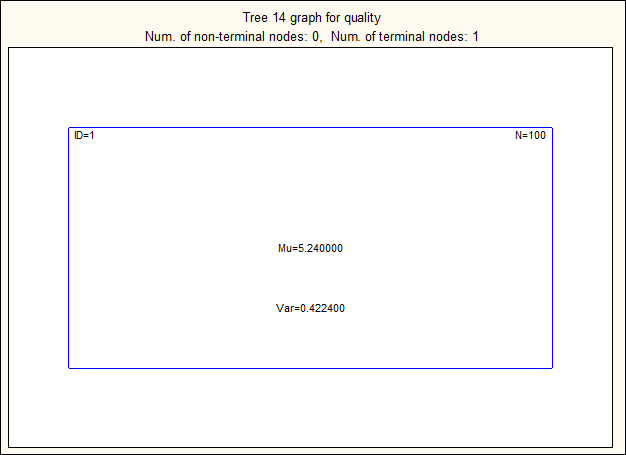 Tree 14 graph for quality
Num. of non-terminal nodes: 0,  Num. of terminal nodes: 1
ID=1
N=100
Mu=5.240000
Var=0.422400